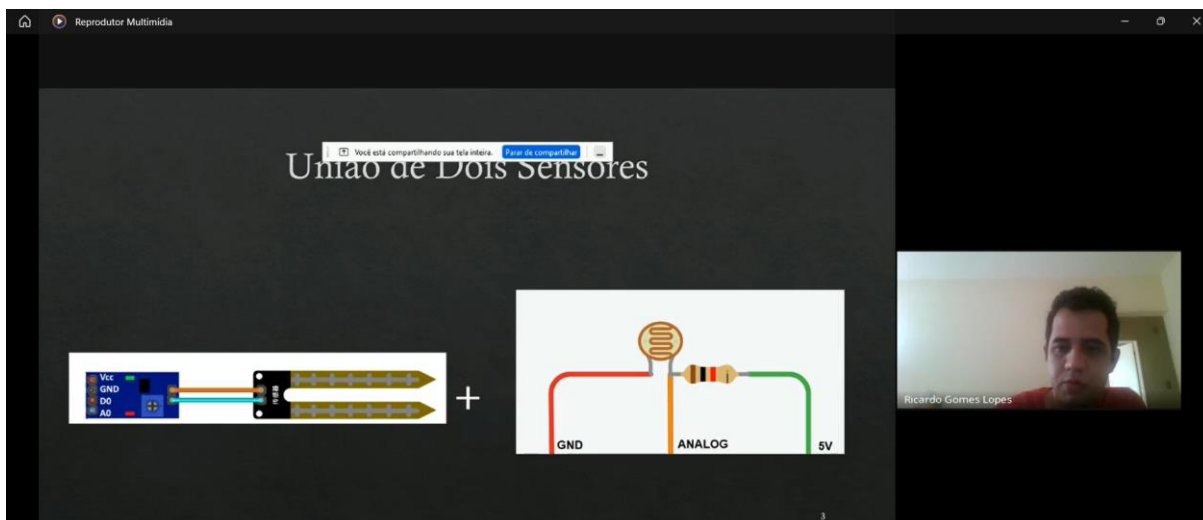 Reprodutor Multimídia
Você está compartilhando sua tela inteira. Parar de compartilhar
União de Dois Sensores
Vcc
GND
D0
A0
+
GND
ANALOG
5V
Ricardo Gomes Lopes
3